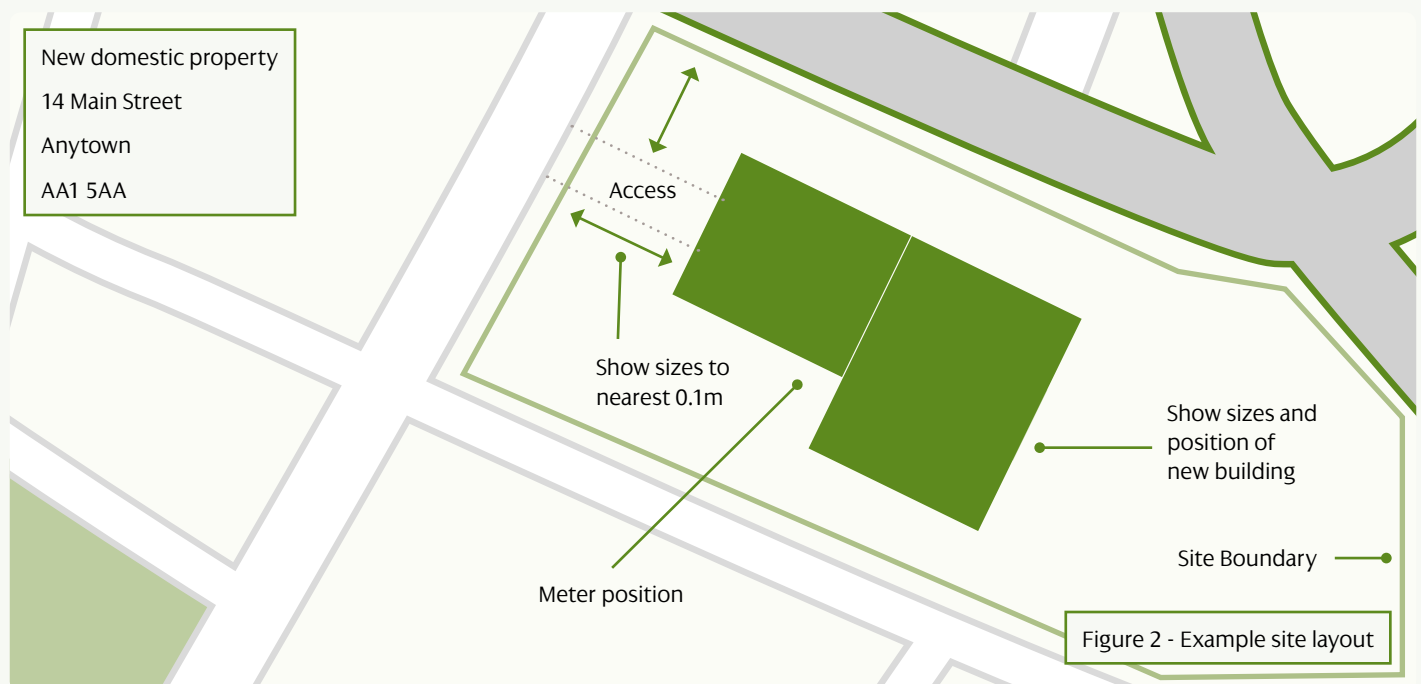 New domestic property
14 Main Street
Anytown
AA1 5AA
Access
Show sizes to
nearest 0.1m
Show sizes and
position of
new building
Meter position
Site Boundary
Figure 2 - Example site layout